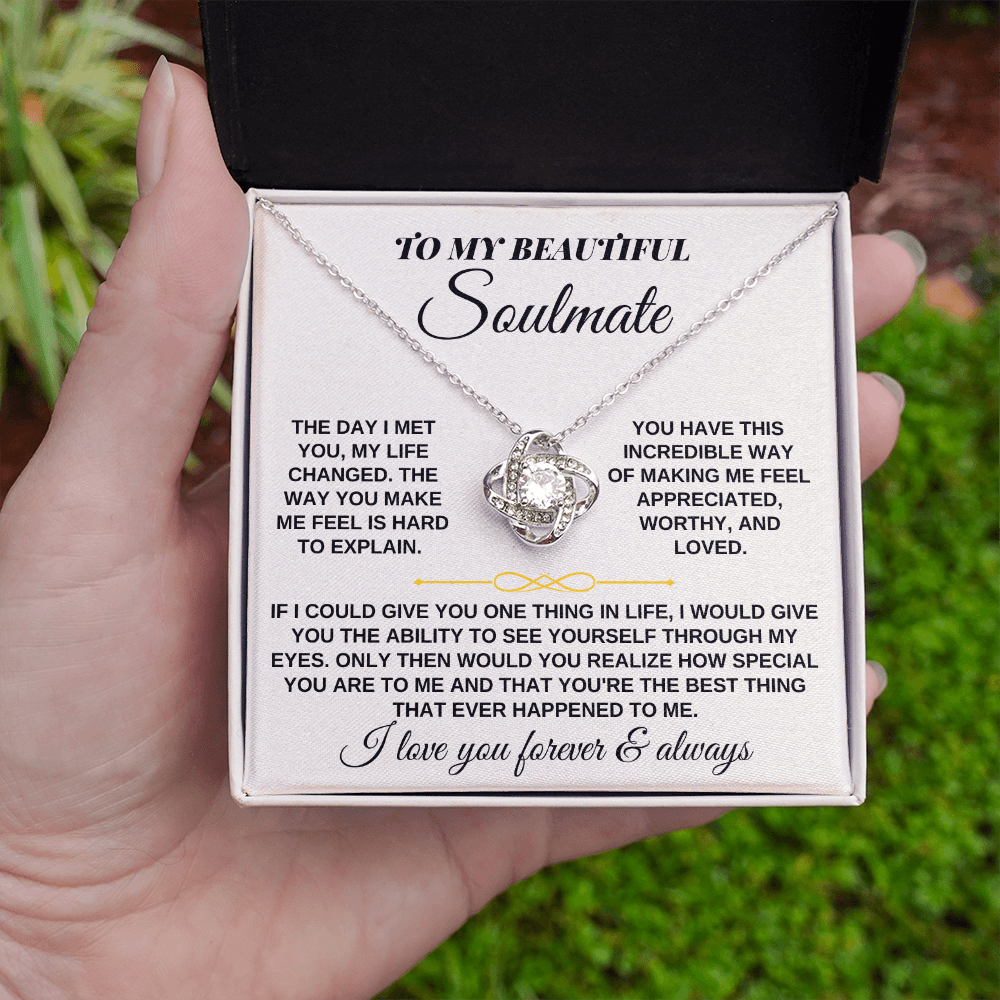 TO MY BEAUTIFUL
Soulmate
THE DAY I MET
YOU, MY LIFE
CHANGED. THE
WAY YOU MAKE
ME FEEL IS HARD
TO EXPLAIN.
YOU HAVE THIS
INCREDIBLE WAY
OF MAKING ME FEEL
APPRECIATED,
WORTHY, AND
LOVED.
IF I COULD GIVE YOU ONE THING IN LIFE, I WOULD GIVE
YOU THE ABILITY TO SEE YOURSELF THROUGH MY
EYES. ONLY THEN WOULD YOU REALIZE HOW SPECIAL
YOU ARE TO ME AND THAT YOU'RE THE BEST THING
THAT EVER HAPPENED TO ME.
I love you forever & always